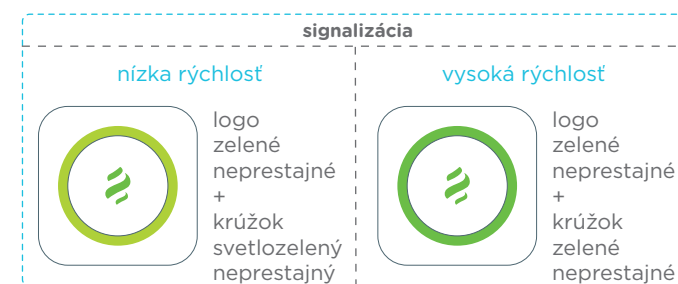 signalizácia
nízka rýchlosť
logo
zelené
neprestajné
+
krúžok
svetlozelený
neprestajný
vysoká rýchlosť
logo
zelené
neprestajné
+
krúžok
zelené
neprestajné